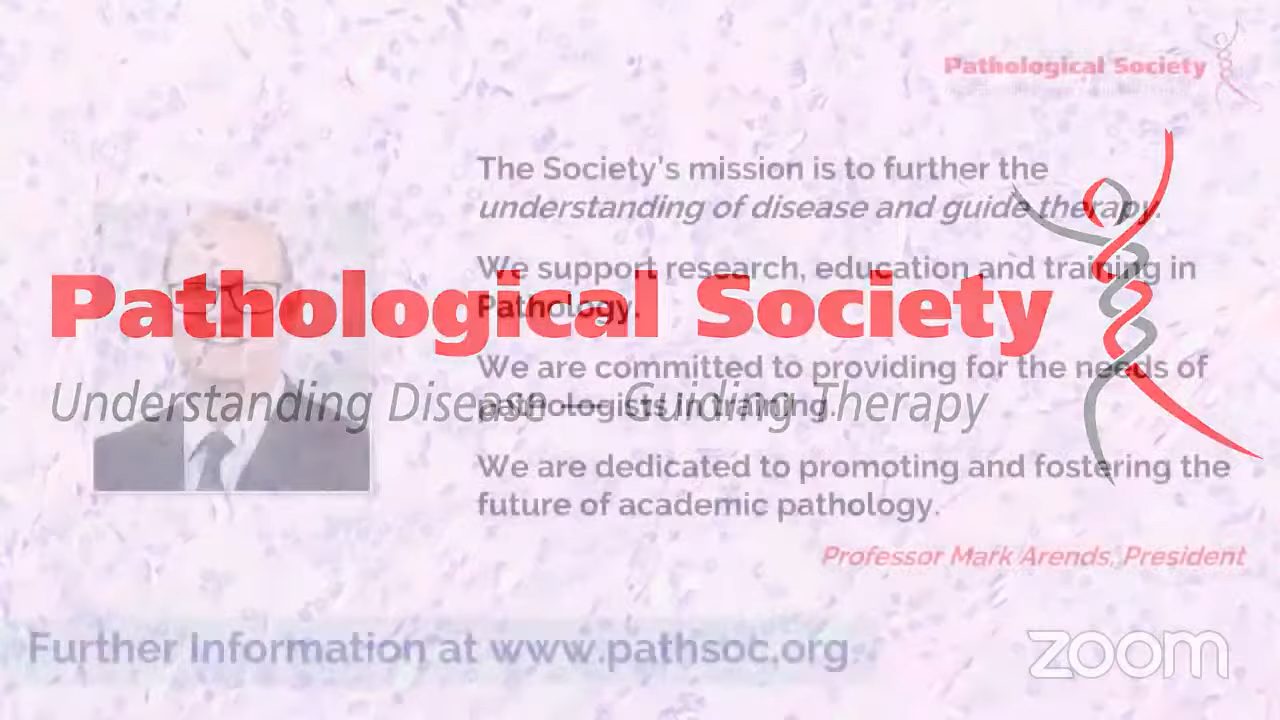 Pathological Society
The Society's mission is to further the
understanding of disease and guide therapy.
We support research, education and training in
Pathology.
Pathological Society
We are committed to providing for the needs of
pathologists in training.
Understanding Disease — Guiding Therapy
We are dedicated to promoting and fostering the
future of academic pathology.
Professor Mark Arends, President
Further Information at www.pathsoc.org
zoom